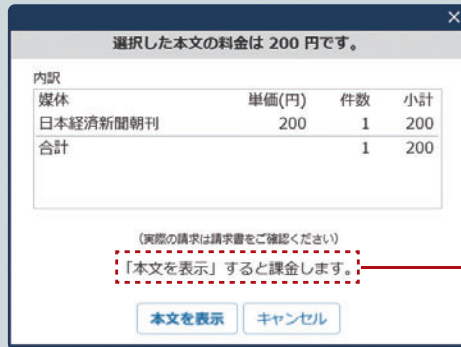 選択した本文の料金は 200 円です。
内訳
媒体 単価(円) 件数 小計
日本経済新聞朝刊 200 1 200
合計 1 200
(実際の請求は請求書をご確認ください)
「本文を表示」すると課金します。
本文を表示 キャンセル